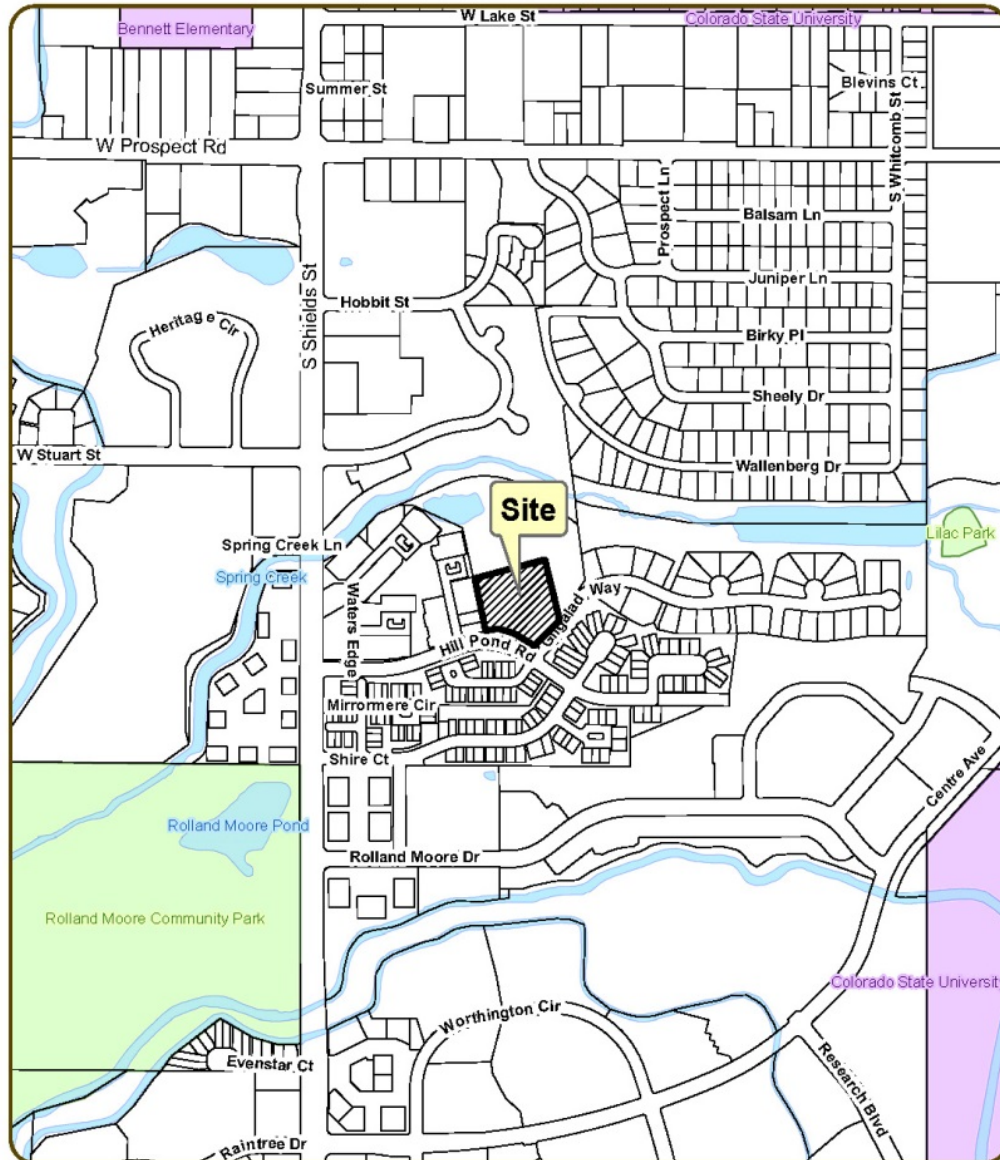 W Lake St
Colorado State University
Bennett Elementary
Summer St
Blevins Ct
W Prospect Rd
S Whitcomb St
Prospect Ln
Balsam Ln
Juniper Ln
S Shields St
Hobbit St
Heritage Cir
Birky Pl
Sheely Dr
W Stuart St
Wallenberg Dr
Site
Lilac Park
Spring Creek Ln
Spring Creek
Waters Edge
Gilgalad Way
Hill Pond Rd
Mirrormere Cir
Shire Ct
Centre Ave
Rolland Moore Pond
Rolland Moore Dr
Rolland Moore Community Park
Colorado State University
Worthington Cir
Evenstar Ct
Research Blvd
Raintree Dr